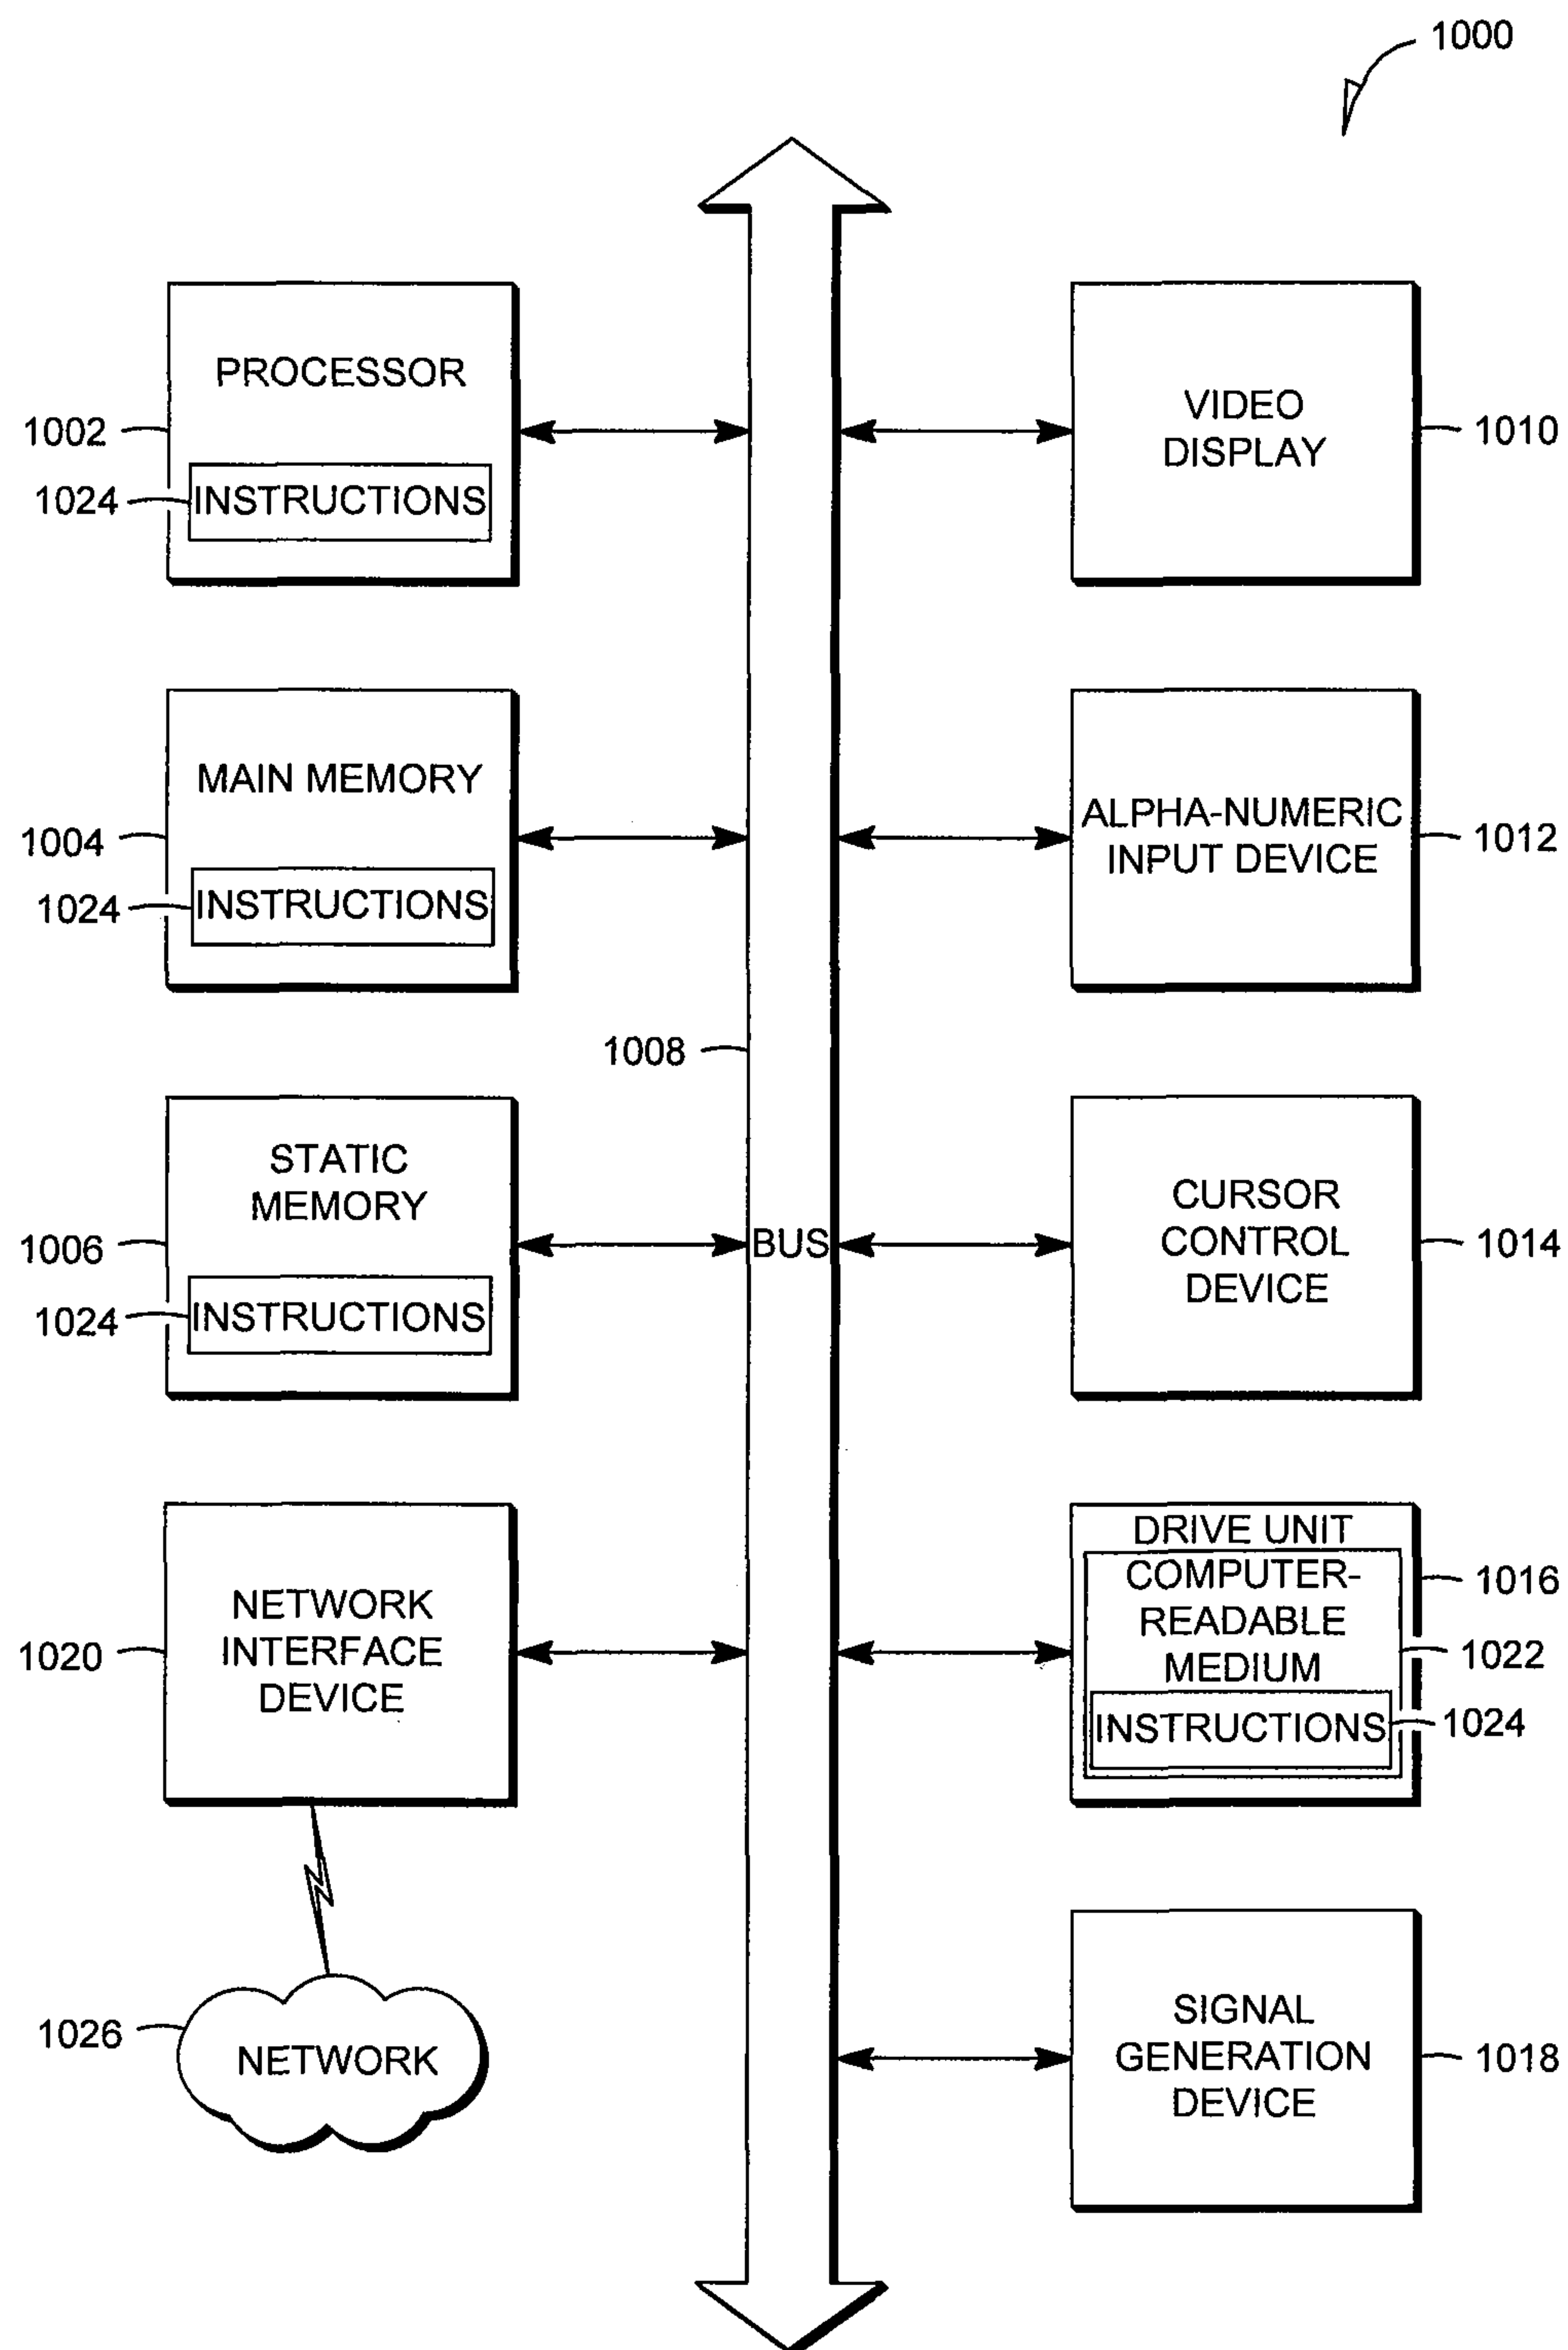 1000
PROCESSOR
1002
1024
INSTRUCTIONS
VIDEO
DISPLAY
1010
MAIN MEMORY
1004
1024
INSTRUCTIONS
ALPHA-NUMERIC
INPUT DEVICE
1012
1008
STATIC
MEMORY
1006
1024
INSTRUCTIONS
BUS
CURSOR
CONTROL
DEVICE
1014
NETWORK
INTERFACE
DEVICE
1020
DRIVE UNIT
COMPUTER-
READABLE
MEDIUM
1016
1022
INSTRUCTIONS
1024
1026
NETWORK
SIGNAL
GENERATION
DEVICE
1018